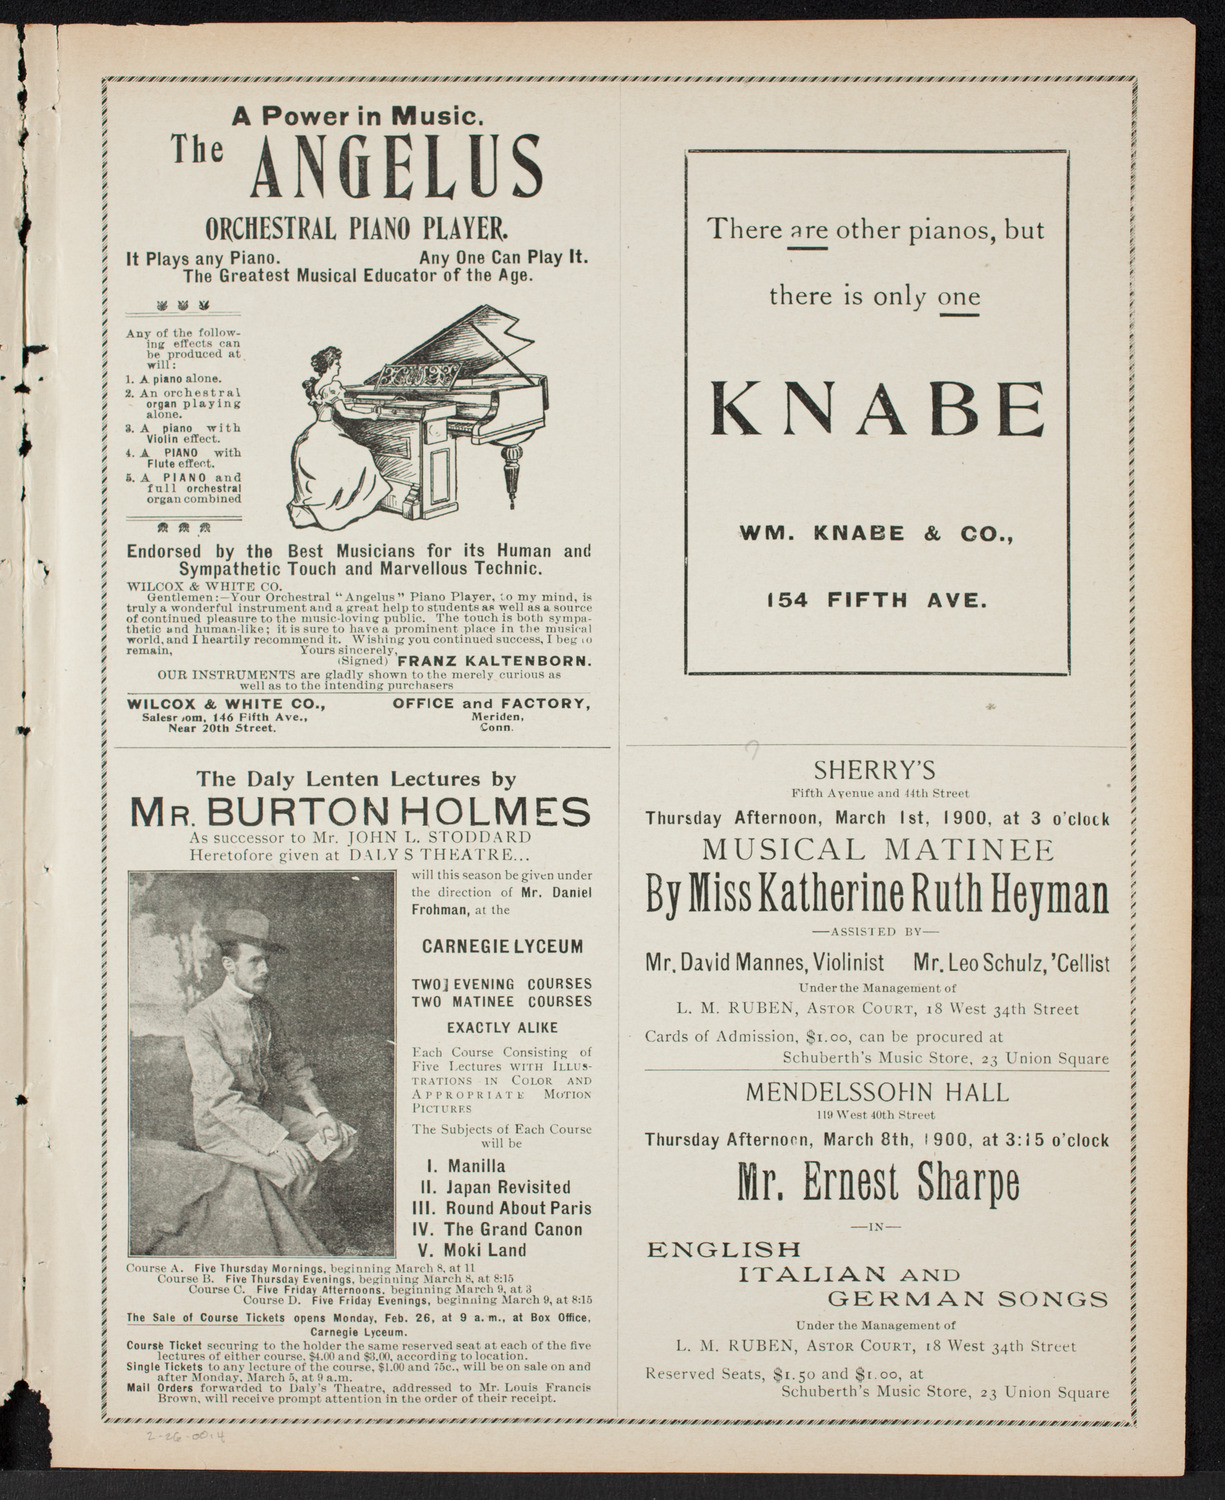 A Power in Music.
The ANGELUS
ORCHESTRAL PIANO PLAYER.
It Plays any Piano. Any One Can Play It.
The Greatest Musical Educator of the Age.
Any of the follow-
ing effects can
be produced at
will:
1. A piano alone.
2. An orchestral
organ playing
alone.
3. A piano with
Violin effect.
4. A PIANO with
Flute effect.
5. A PIANO and
full orchestral
organ combined
Endorsed by the Best Musicians for its Human and
Sympathetic Touch and Marvellous Technic.
WILCOX & WHITE CO.
Gentlemen:—Your Orchestral "Angelus" Piano Player, to my mind, is
truly a wonderful instrument and a great help to students as well as a source
of continued pleasure to the music-loving public. The touch is both sympa-
thetic and human-like; it is sure to have a prominent place in the musical
world, and I heartily recommend it. Wishing you continued success, I beg to
remain, Yours sincerely,
(Signed) FRANZ KALTENBORN.
OUR INSTRUMENTS are gladly shown to the merely curious as
well as to the intending purchasers
WILCOX & WHITE CO., OFFICE and FACTORY,
Salesroom, 146 Fifth Ave., Meriden,
Near 20th Street. Conn.
There are other pianos, but
there is only one
KNABE
WM. KNABE & CO.,
154 FIFTH AVE.
The Daly Lenten Lectures by
MR. BURTON HOLMES
As successor to Mr. JOHN L. STODDARD
Heretofore given at DALY S THEATRE...
will this season be given under
the direction of Mr. Daniel
Frohman, at the
CARNEGIE LYCEUM
TWO] EVENING COURSES
TWO MATINEE COURSES
EXACTLY ALIKE
Each Course Consisting of
Five Lectures WITH ILLUS-
TRATIONS IN COLOR AND
APPROPRIATE MOTION
PICTURES
The Subjects of Each Course
will be
I. Manilla
II. Japan Revisited
III. Round About Paris
IV. The Grand Canon
V. Moki Land
Course A. Five Thursday Mornings, beginning March 8, at 11
Course B. Five Thursday Evenings, beginning March 8, at 8:15
Course C. Five Friday Afternoons, beginning March 9, at 3
Course D. Five Friday Evenings, beginning March 9, at 8:15
The Sale of Course Tickets opens Monday, Feb. 26, at 9 a. m., at Box Office,
Carnegie Lyceum.
Course Ticket securing to the holder the same reserved seat at each of the five
lectures of either course, $4.00 and $3.00, according to location.
Single Tickets to any lecture of the course, $1.00 and 75c., will be on sale on and
after Monday, March 5, at 9 a.m.
Mail Orders forwarded to Daly's Theatre, addressed to Mr. Louis Francis
Brown, will receive prompt attention in the order of their receipt.
SHERRY'S
Fifth Avenue and 44th Street
Thursday Afternoon, March 1st, 1900, at 3 o'clock
MUSICAL MATINEE
By Miss Katherine Ruth Heyman
—ASSISTED BY—
Mr. David Mannes, Violinist Mr. Leo Schulz, 'Cellist
Under the Management of
L. M. RUBEN, ASTOR COURT, 18 West 34th Street
Cards of Admission, $1.00, can be procured at
Schuberth's Music Store, 23 Union Square
MENDELSSOHN HALL
119 West 40th Street
Thursday Afternoon, March 8th, 1900, at 3:15 o'clock
Mr. Ernest Sharpe
—IN—
ENGLISH
ITALIAN AND
GERMAN SONGS
Under the Management of
L. M. RUBEN, ASTOR COURT, 18 West 34th Street
Reserved Seats, $1.50 and $1.00, at
Schuberth's Music Store, 23 Union Square
2-26-00.4